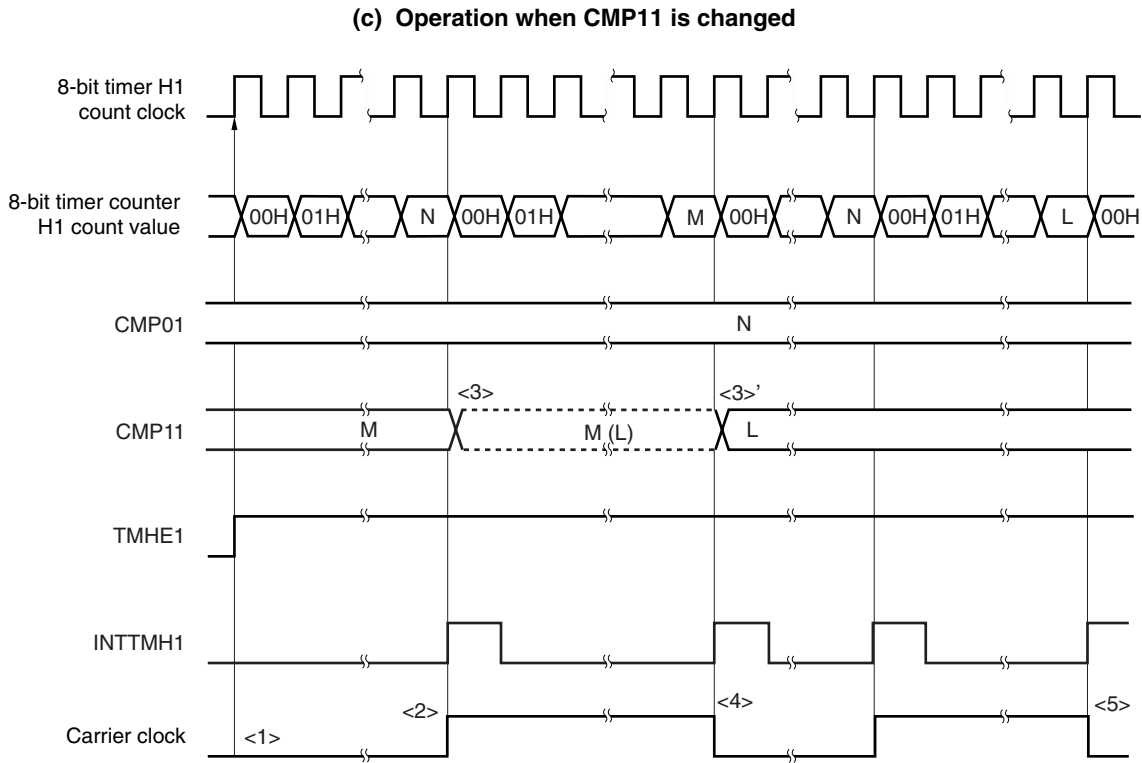 (c) Operation when CMP11 is changed
8-bit timer H1
count clock
8-bit timer counter
H1 count value
00H 01H N 00H 01H M 00H N 00H 01H L 00H
CMP01
N
<3> <3>’
CMP11
M M (L) L
TMHE1
INTTMH1
<2> <4> <5>
Carrier clock
<1>